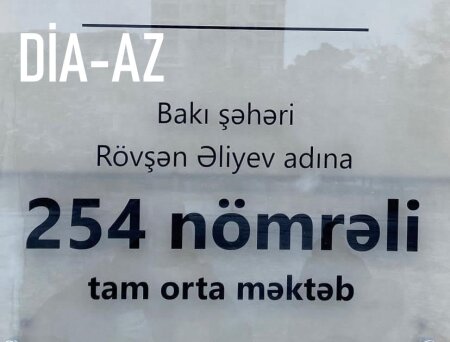 DİA-AZ
Bakı şəhəri
Rövşən Əliyev adına
254 nömrəli
tam orta məktəb